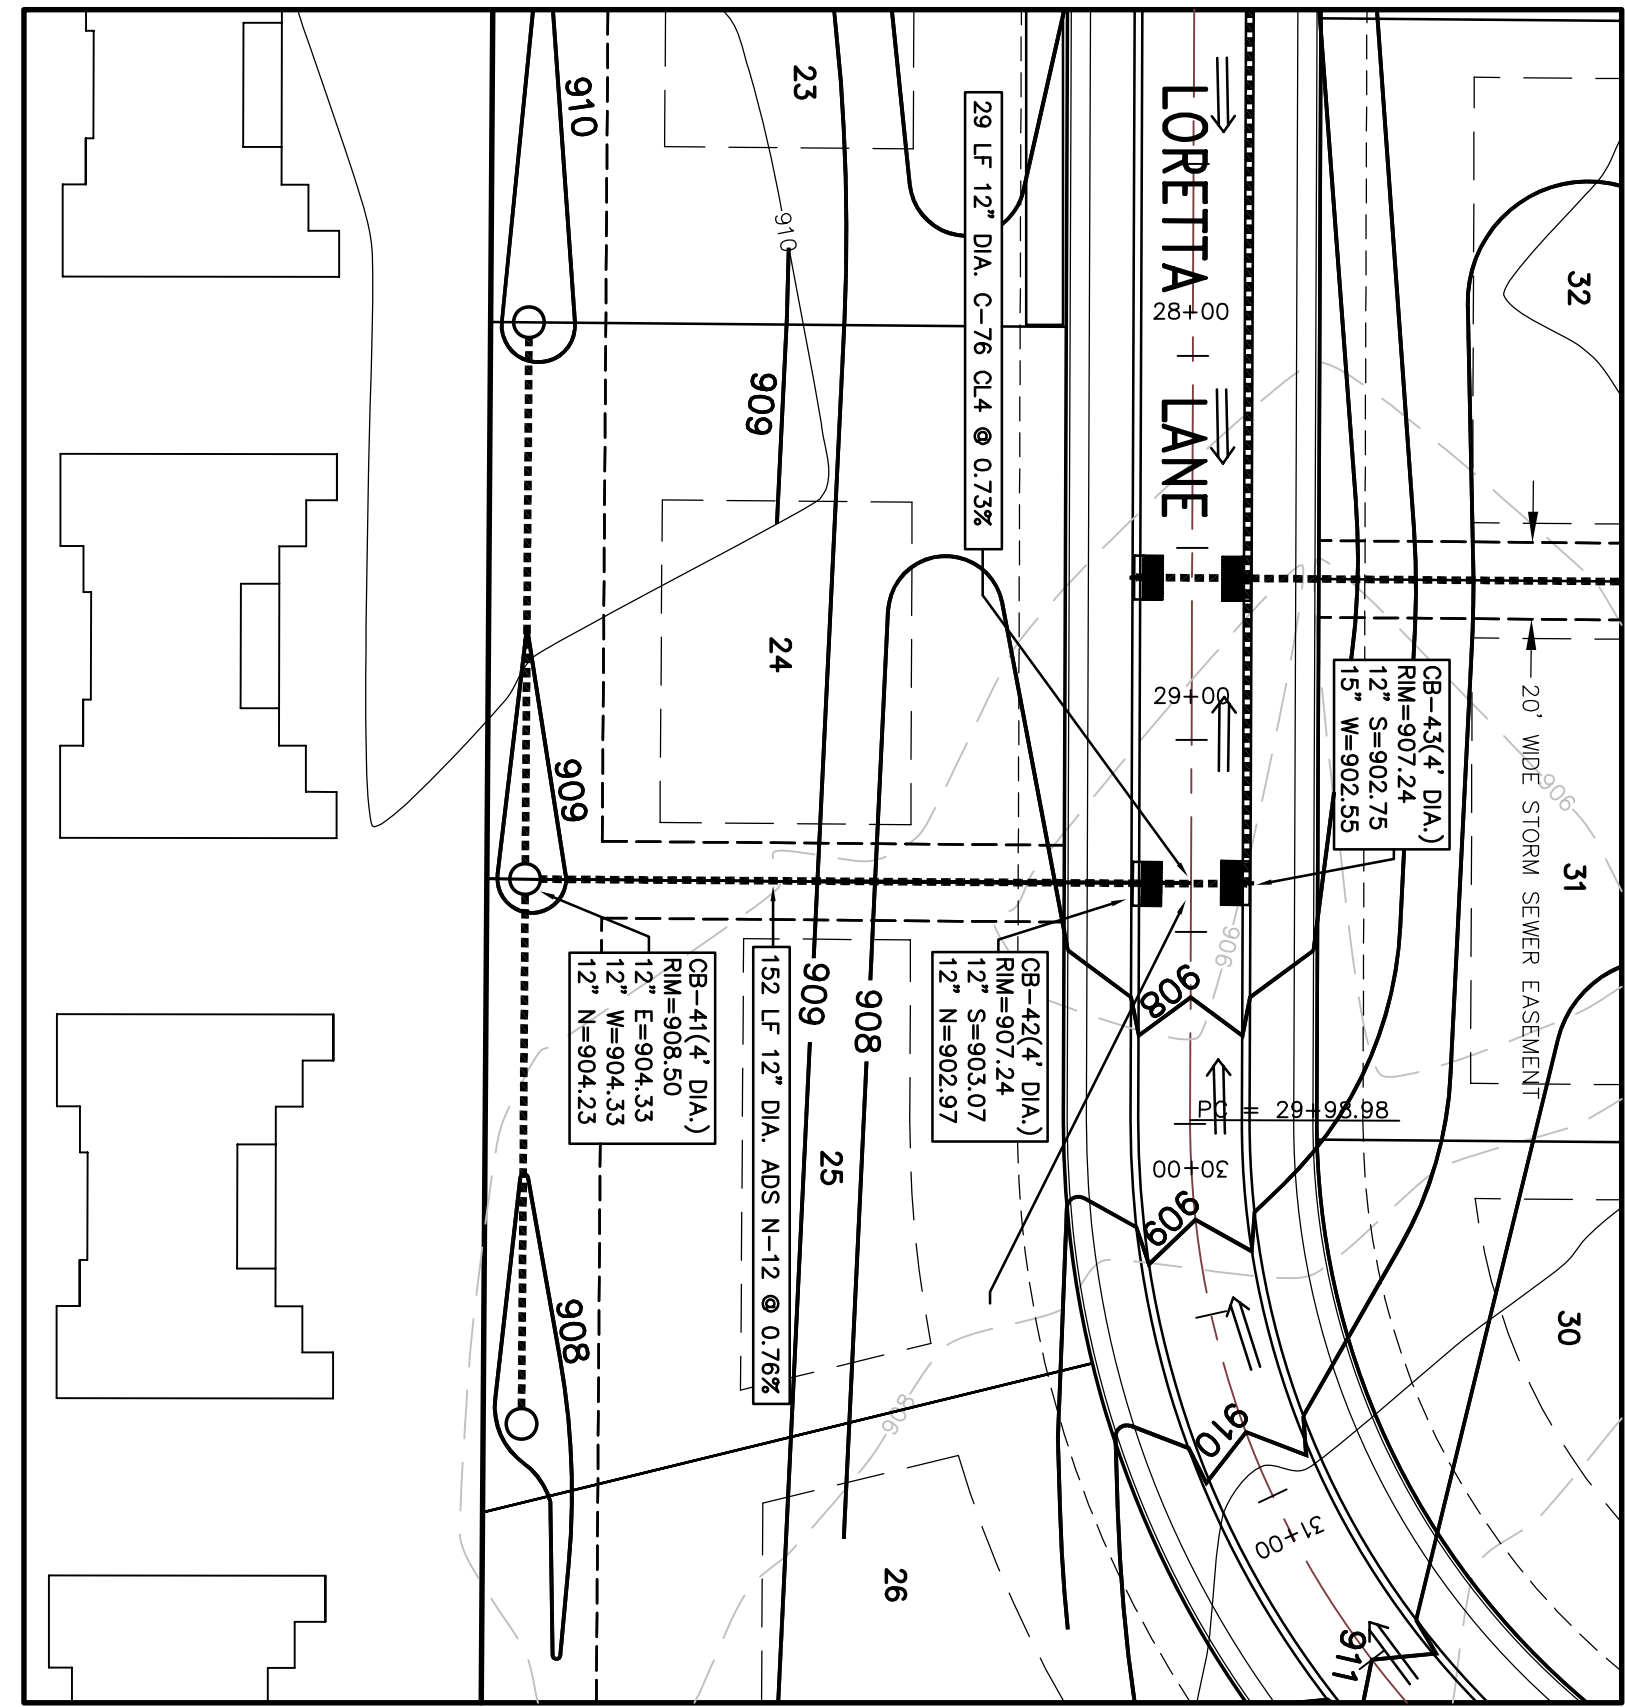 LORETTA LANE
28+00
29+00
30+00
31+00
PC = 29+98.98
29 LF 12" DIA. C-76 CL4 @ 0.73%
CB-43(4' DIA.)
RIM=907.24
12" S=902.75
15" W=902.55
20' WIDE STORM SEWER EASEMENT
CB-42(4' DIA.)
RIM=907.24
12" S=903.07
12" N=902.97
CB-41(4' DIA.)
RIM=908.50
12" E=904.33
12" W=904.33
12" N=904.23
152 LF 12" DIA. ADS N-12 @ 0.76%
23
24
25
26
30
31
32
910
910
909
909
909
908
908
908
906
906
908
909
910
911